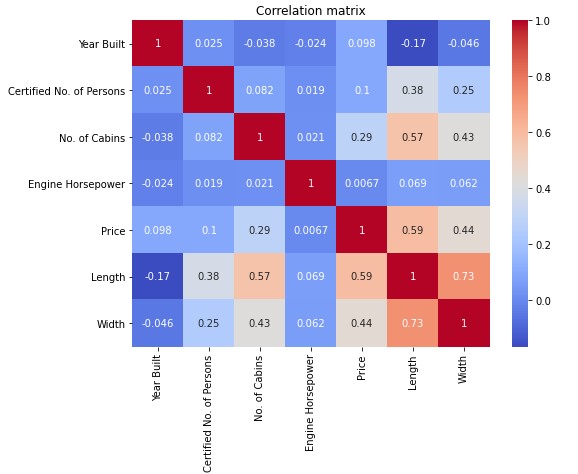 Correlation matrix
Year Built 1 0.025 -0.038 -0.024 0.098 -0.17 -0.046
Certified No. of Persons 0.025 1 0.082 0.019 0.1 0.38 0.25
No. of Cabins -0.038 0.082 1 0.021 0.29 0.57 0.43
Engine Horsepower -0.024 0.019 0.021 1 0.0067 0.069 0.062
Price 0.098 0.1 0.29 0.0067 1 0.59 0.44
Length -0.17 0.38 0.57 0.069 0.59 1 0.73
Width -0.046 0.25 0.43 0.062 0.44 0.73 1
Year Built
Certified No. of Persons
No. of Cabins
Engine Horsepower
Price
Length
Width
1.0
0.8
0.6
0.4
0.2
0.0